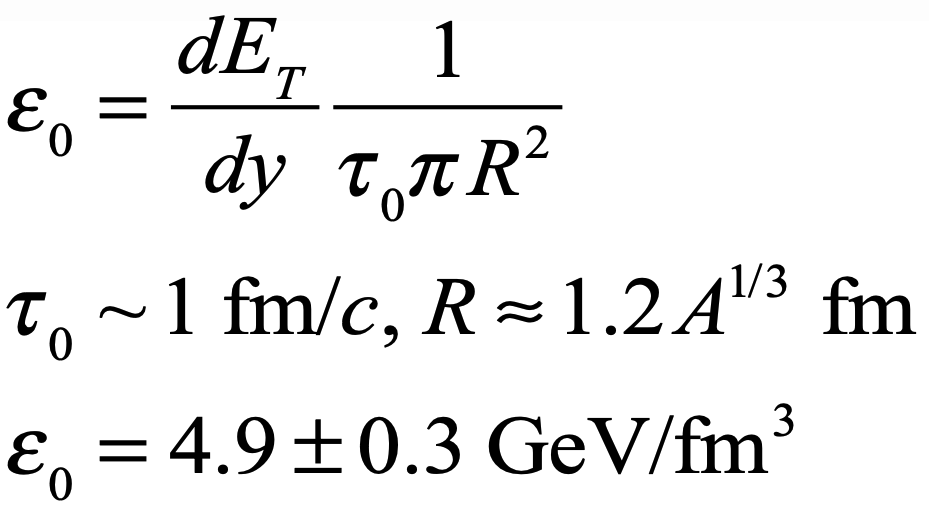 ε₀ = dE_T/dy 1/(τ₀πR²)
τ₀ ~ 1 fm/c, R ≈ 1.2 A^{1/3} fm
ε₀ = 4.9 ± 0.3 GeV/fm³